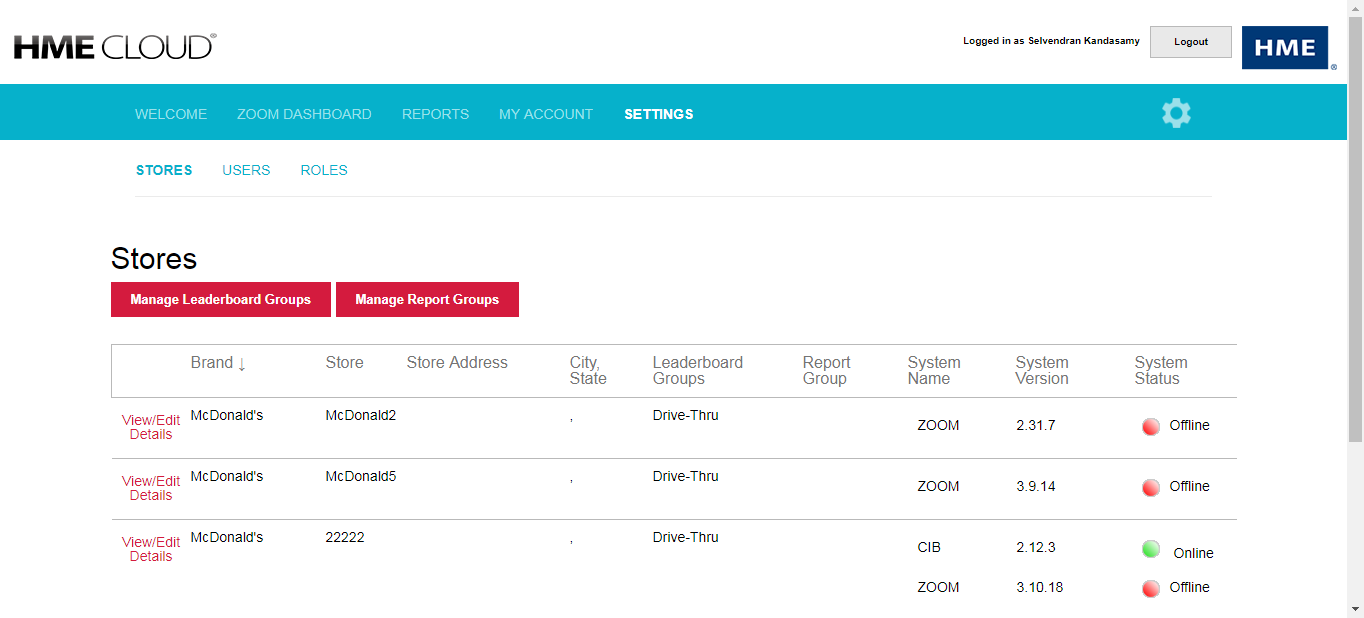 HME CLOUD®
Logged in as Selvendran Kandasamy
Logout
HME®
WELCOME ZOOM DASHBOARD REPORTS MY ACCOUNT SETTINGS
STORES USERS ROLES
Stores
Manage Leaderboard Groups Manage Report Groups
Brand ↓ Store Store Address City, Leaderboard Report System System System
State Groups Group Name Version Status
View/Edit McDonald's McDonald2 , Drive-Thru
Details ZOOM 2.31.7 Offline
View/Edit McDonald's McDonald5 , Drive-Thru
Details ZOOM 3.9.14 Offline
View/Edit McDonald's 22222 , Drive-Thru
Details CIB 2.12.3 Online
ZOOM 3.10.18 Offline